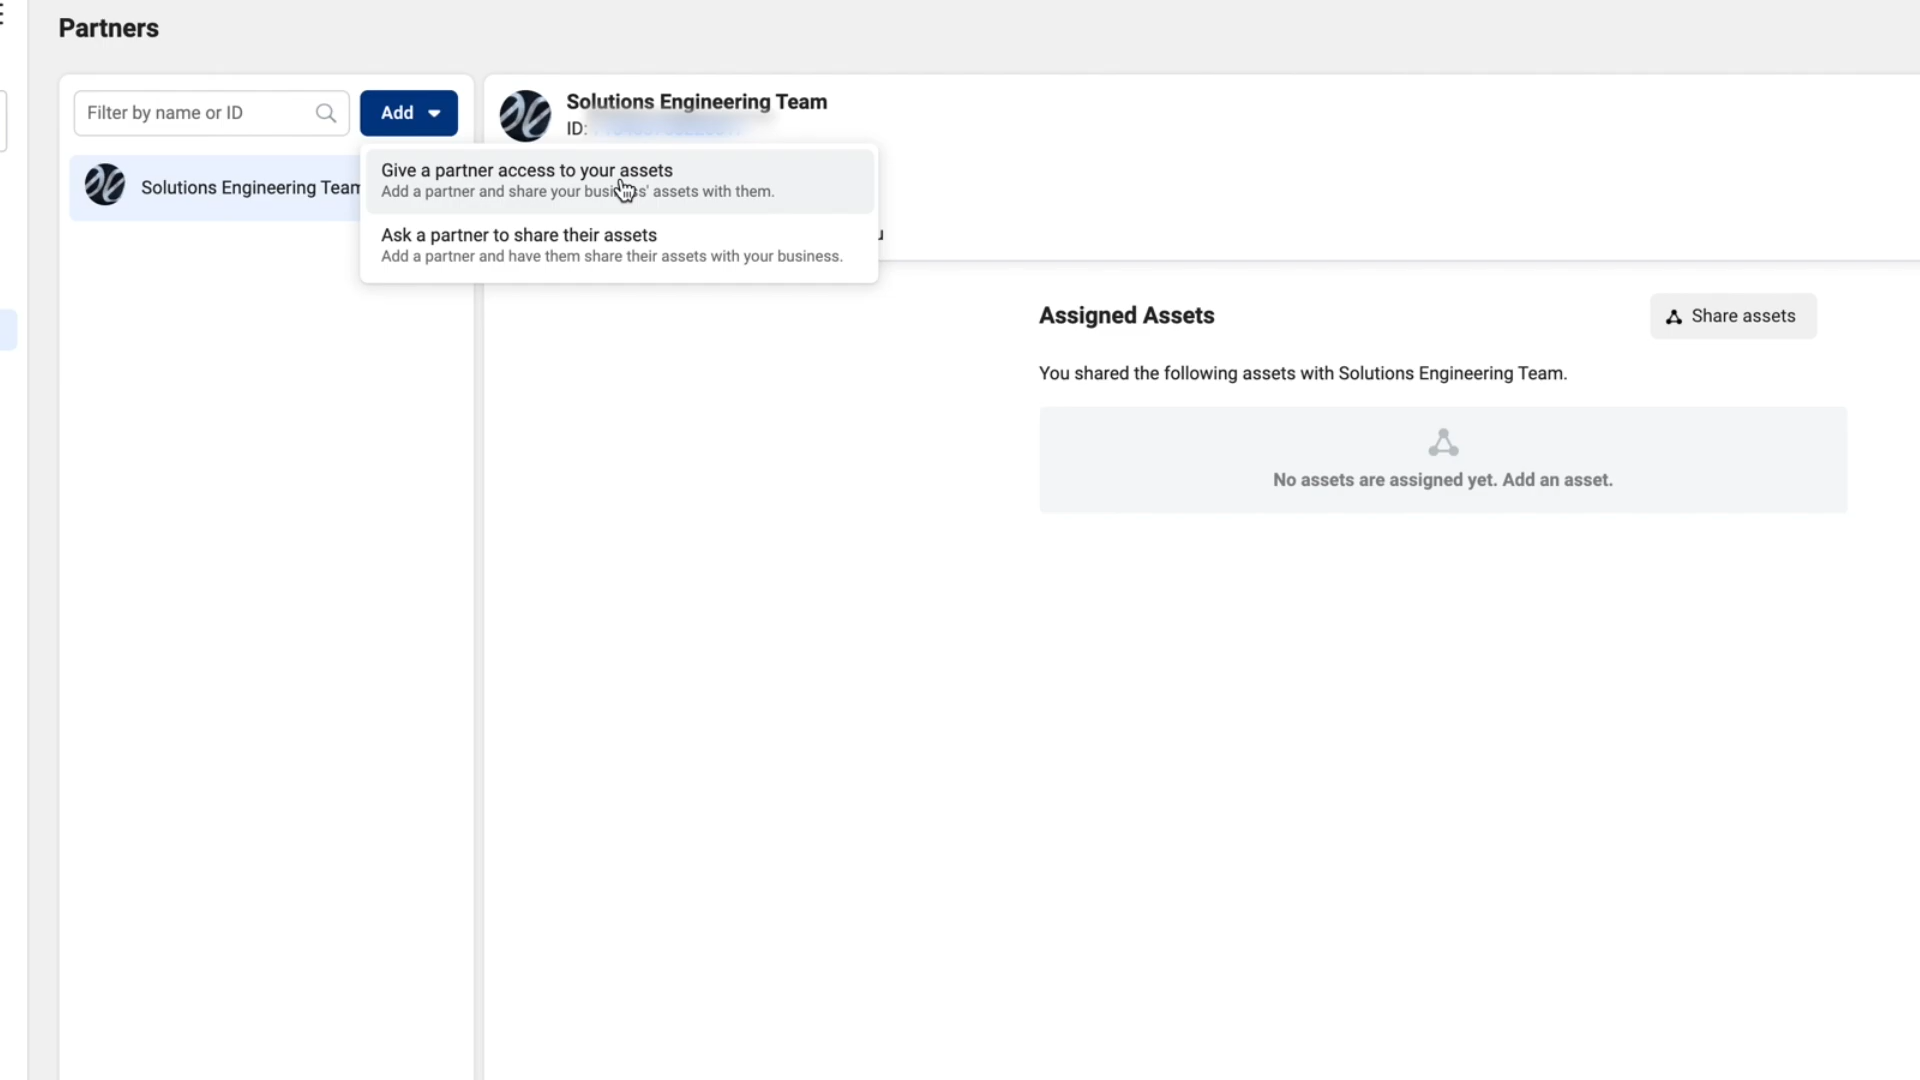 Partners
Filter by name or ID
Add
Solutions Engineering Team
ID:
Solutions Engineering Team
Give a partner access to your assets
Add a partner and share your assets with them.
Ask a partner to share their assets
Add a partner and have them share their assets with your business.
Assigned Assets
Share assets
You shared the following assets with Solutions Engineering Team.
No assets are assigned yet. Add an asset.